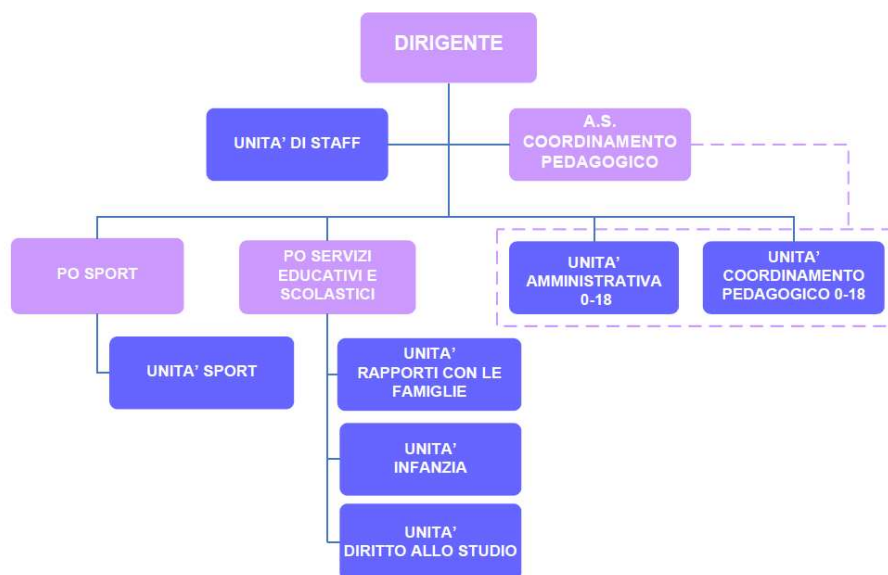 DIRIGENTE
UNITA’ DI STAFF
A.S.
COORDINAMENTO
PEDAGOGICO
PO SPORT
PO SERVIZI
EDUCATIVI E
SCOLASTICI
UNITA’
AMMINISTRATIVA
0-18
UNITA’
COORDINAMENTO
PEDAGOGICO 0-18
UNITA’ SPORT
UNITA’
RAPPORTI CON LE
FAMIGLIE
UNITA’
INFANZIA
UNITA’
DIRITTO ALLO STUDIO